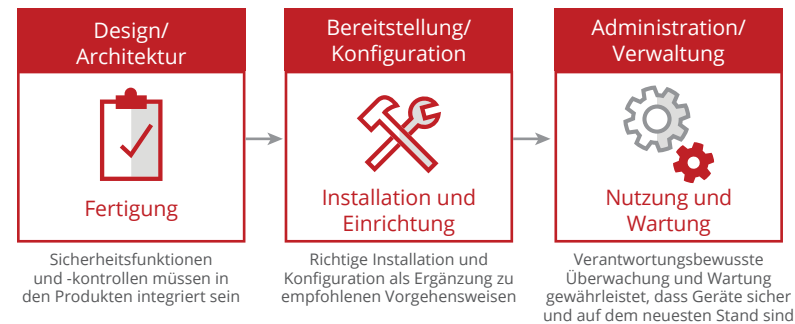 Design/
Architektur
Fertigung
Sicherheitsfunktionen
und -kontrollen müssen in
den Produkten integriert sein
Bereitstellung/
Konfiguration
Installation und
Einrichtung
Richtige Installation und
Konfiguration als Ergänzung zu
empfohlenen Vorgehensweisen
Administration/
Verwaltung
Nutzung und
Wartung
Verantwortungsbewusste
Überwachung und Wartung
gewährleistet, dass Geräte sicher
und auf dem neuesten Stand sind